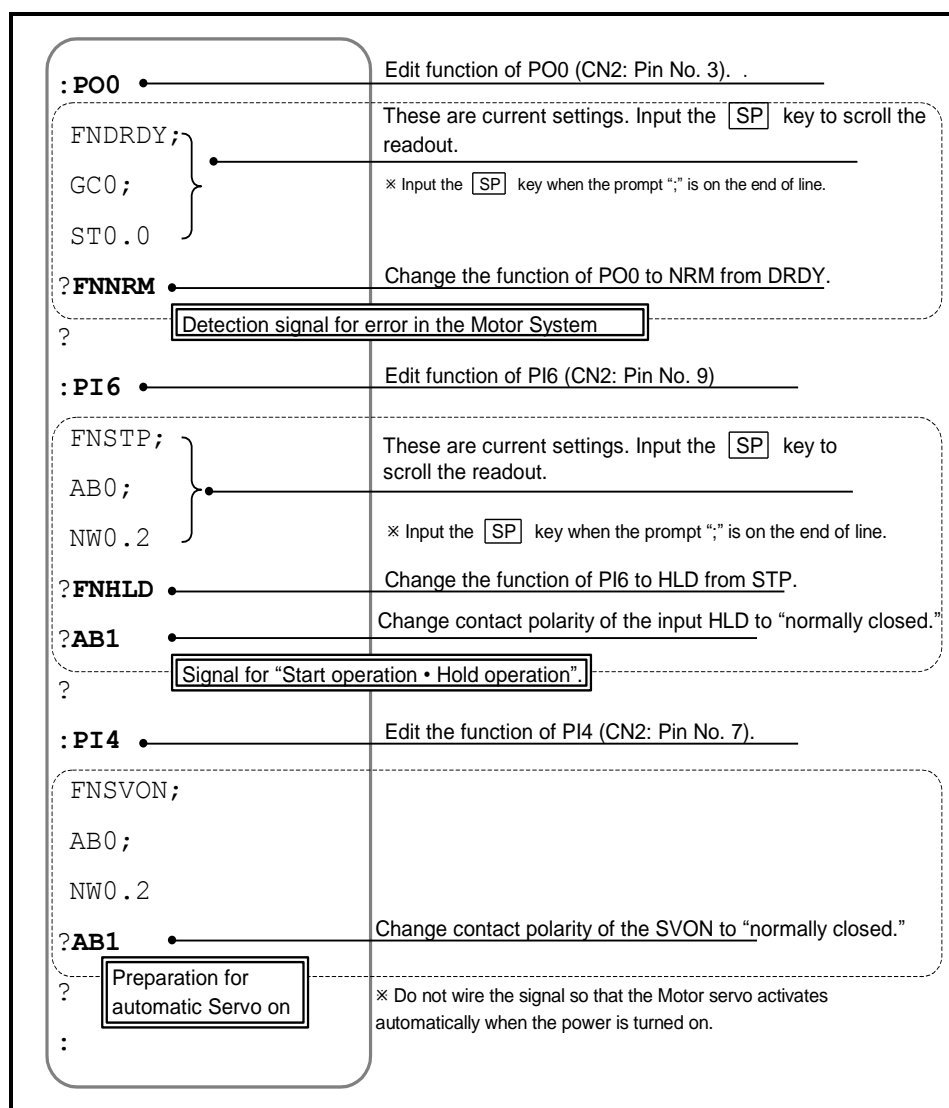 :PO0
Edit function of PO0 (CN2: Pin No. 3). .
FNDRDY;
GC0;
ST0.0
These are current settings. Input the SP key to scroll the
readout.
※ Input the SP key when the prompt “;” is on the end of line.
?FNNRM
Change the function of PO0 to NRM from DRDY.
Detection signal for error in the Motor System
?
:PI6
Edit function of PI6 (CN2: Pin No. 9)
FNSTP;
AB0;
NW0.2
These are current settings. Input the SP key to
scroll the readout.
※ Input the SP key when the prompt “;” is on the end of line.
?FNHLD
Change the function of PI6 to HLD from STP.
?AB1
Change contact polarity of the input HLD to “normally closed.”
Signal for “Start operation • Hold operation”.
?
:PI4
Edit the function of PI4 (CN2: Pin No. 7).
FNSVON;
AB0;
NW0.2
?AB1
Change contact polarity of the SVON to “normally closed.”
Preparation for
automatic Servo on
?
※ Do not wire the signal so that the Motor servo activates
automatically when the power is turned on.
: